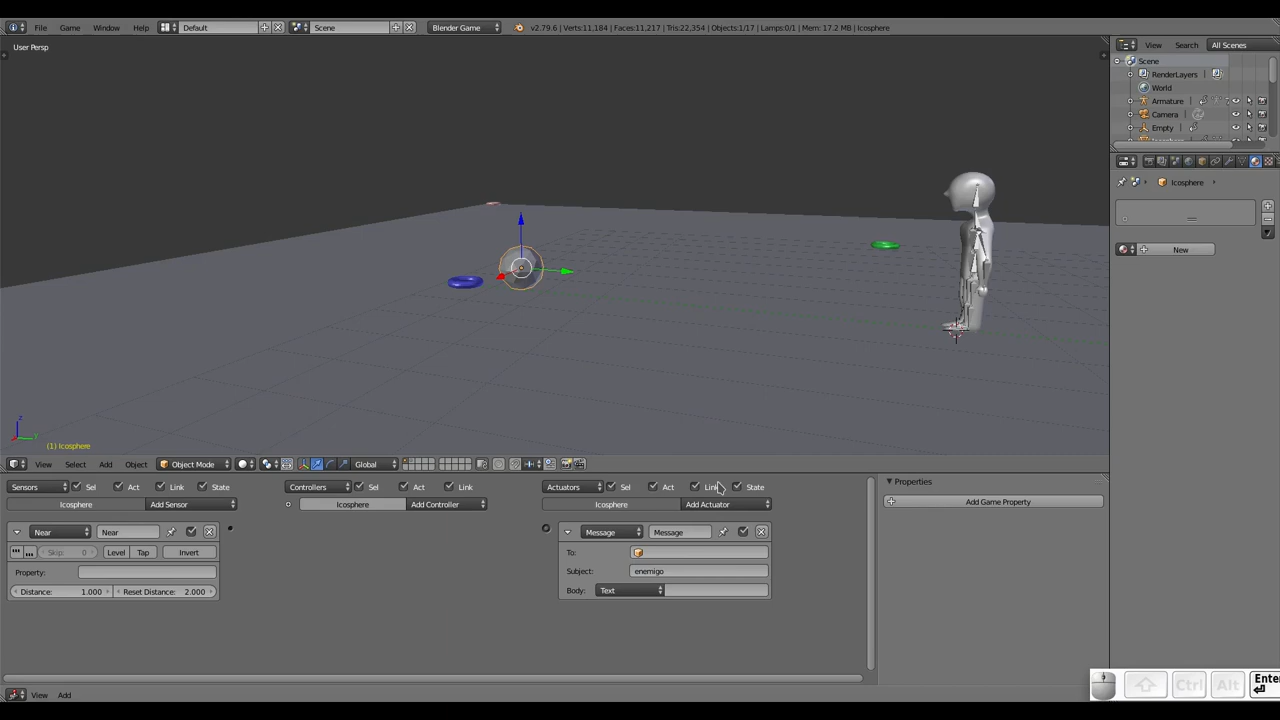 File Game Window Help Default Scene Blender Game v2.79.6 | Verts:11,184 | Faces:11,217 | Tris:22,354 | Objects:1/17 | Lamps:0/1 | Mem: 17.2 MB | Icosphere
User Persp
View Search All Scenes
Scene
RenderLayers
World
Armature
Camera
Empty
Icosphere
New
z
y
(1) Icosphere
View Select Add Object Object Mode Global
Sensors Sel Act Link State Controllers Sel Act Link Actuators Sel Act Link State
Icosphere Add Sensor Icosphere Add Controller Icosphere Add Actuator
Near Near Message Message
Skip: 0 Level Tap Invert To:
Property: Subject: enemigo
Distance: 1.000 Reset Distance: 2.000 Body: Text
Properties
Add Game Property
View Add
Ctrl Alt Ente